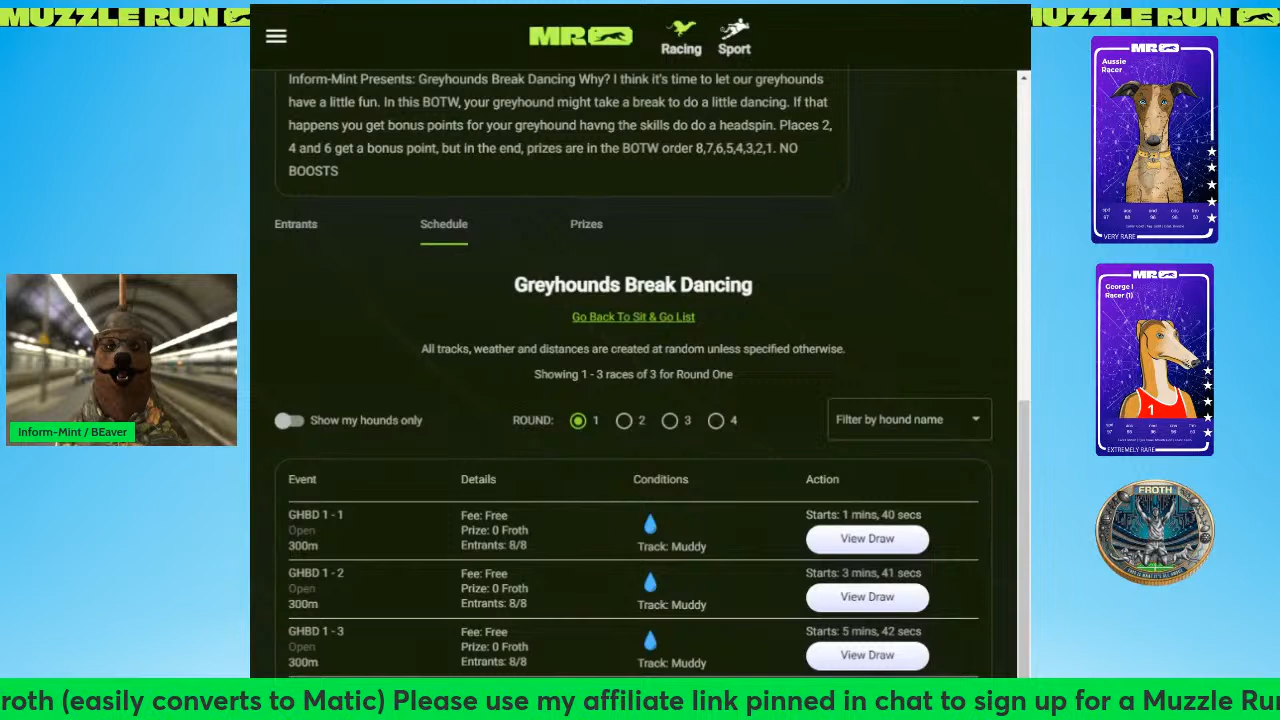 MUZZLE RUN
MUZZLE RUN
MR
Racing
Sport
Inform-Mint Presents: Greyhounds Break Dancing Why? I think it's time to let our greyhounds
have a little fun. In this BOTW, your greyhound might take a break to do a little dancing. If that
happens you get bonus points for your greyhound havng the skills do do a headspin. Places 2,
4 and 6 get a bonus point, but in the end, prizes are in the BOTW order 8,7,6,5,4,3,2,1. NO
BOOSTS
Entrants
Schedule
Prizes
Greyhounds Break Dancing
Go Back To Sit & Go List
All tracks, weather and distances are created at random unless specified otherwise.
Showing 1 - 3 races of 3 for Round One
Show my hounds only
ROUND: 1 2 3 4
Filter by hound name
Event Details Conditions Action
GHBD 1 - 1 Fee: Free Starts: 1 mins, 40 secs
Open Prize: 0 Froth View Draw
300m Entrants: 8/8 Track: Muddy
GHBD 1 - 2 Fee: Free Starts: 3 mins, 41 secs
Open Prize: 0 Froth View Draw
300m Entrants: 8/8 Track: Muddy
GHBD 1 - 3 Fee: Free Starts: 5 mins, 42 secs
Open Prize: 0 Froth View Draw
300m Entrants: 8/8 Track: Muddy
Inform-Mint / BEaver
MR
Aussie
Racer
VERY RARE
MR
George I
Racer (1)
1
EXTREMELY RARE
FROTH
roth (easily converts to Matic) Please use my affiliate link pinned in chat to sign up for a Muzzle Ru